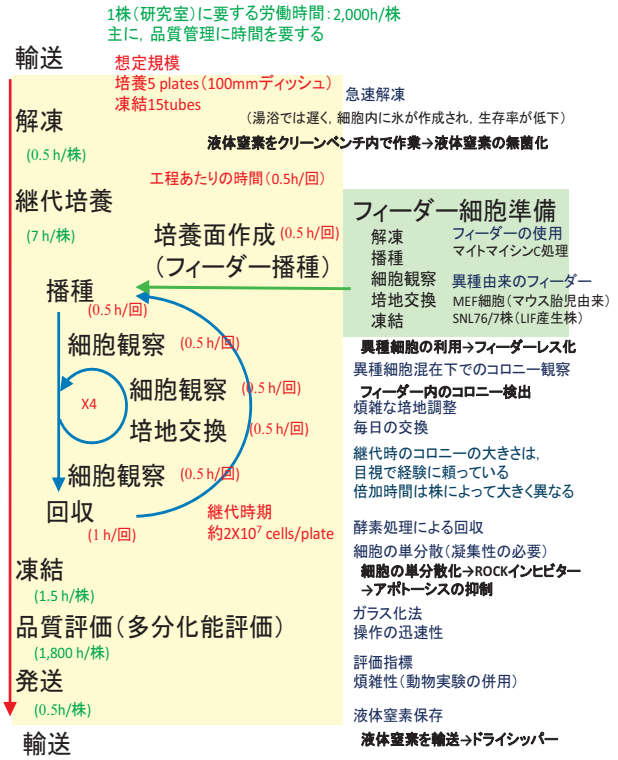 1株（研究室）に要する労働時間：2,000h/株
主に，品質管理に時間を要する
輸送
想定規模
培養5 plates（100mmディッシュ）
凍結15tubes
急速解凍
（湯浴では遅く，細胞内に氷が作成され，生存率が低下）
解凍
(0.5 h/株)
液体窒素をクリーンベンチ内で作業→液体窒素の無菌化
工程あたりの時間（0.5h/回）
継代培養
(7 h/株)
培養面作成 (0.5 h/回)
（フィーダー播種）
フィーダー細胞準備
解凍
播種
細胞観察
培地交換
凍結
フィーダーの使用
マイトマイシンC処理
異種由来のフィーダー
MEF細胞（マウス胎児由来）
SNL76/7株（LIF産生株）
播種
(0.5 h/回)
異種細胞の利用→フィーダーレス化
細胞観察 (0.5 h/回)
異種細胞混在下でのコロニー観察
フィーダー内のコロニー検出
X4
細胞観察 (0.5 h/回)
煩雑な培地調整
培地交換 (0.5 h/回)
毎日の交換
継代時のコロニーの大きさは，
目視で経験に頼っている
倍加時間は株によって大きく異なる
細胞観察 (0.5 h/回)
回収
(1 h/回)
継代時期
約2X10⁷ cells/plate
酵素処理による回収
細胞の単分散（凝集性の必要）
細胞の単分散化→ROCKインヒビター
→アポトーシスの抑制
凍結
(1.5 h/株)
ガラス化法
操作の迅速性
品質評価（多分化能評価）
(1,800 h/株)
評価指標
煩雑性（動物実験の併用）
発送
(0.5h/株)
液体窒素保存
液体窒素を輸送→ドライシッパー
輸送